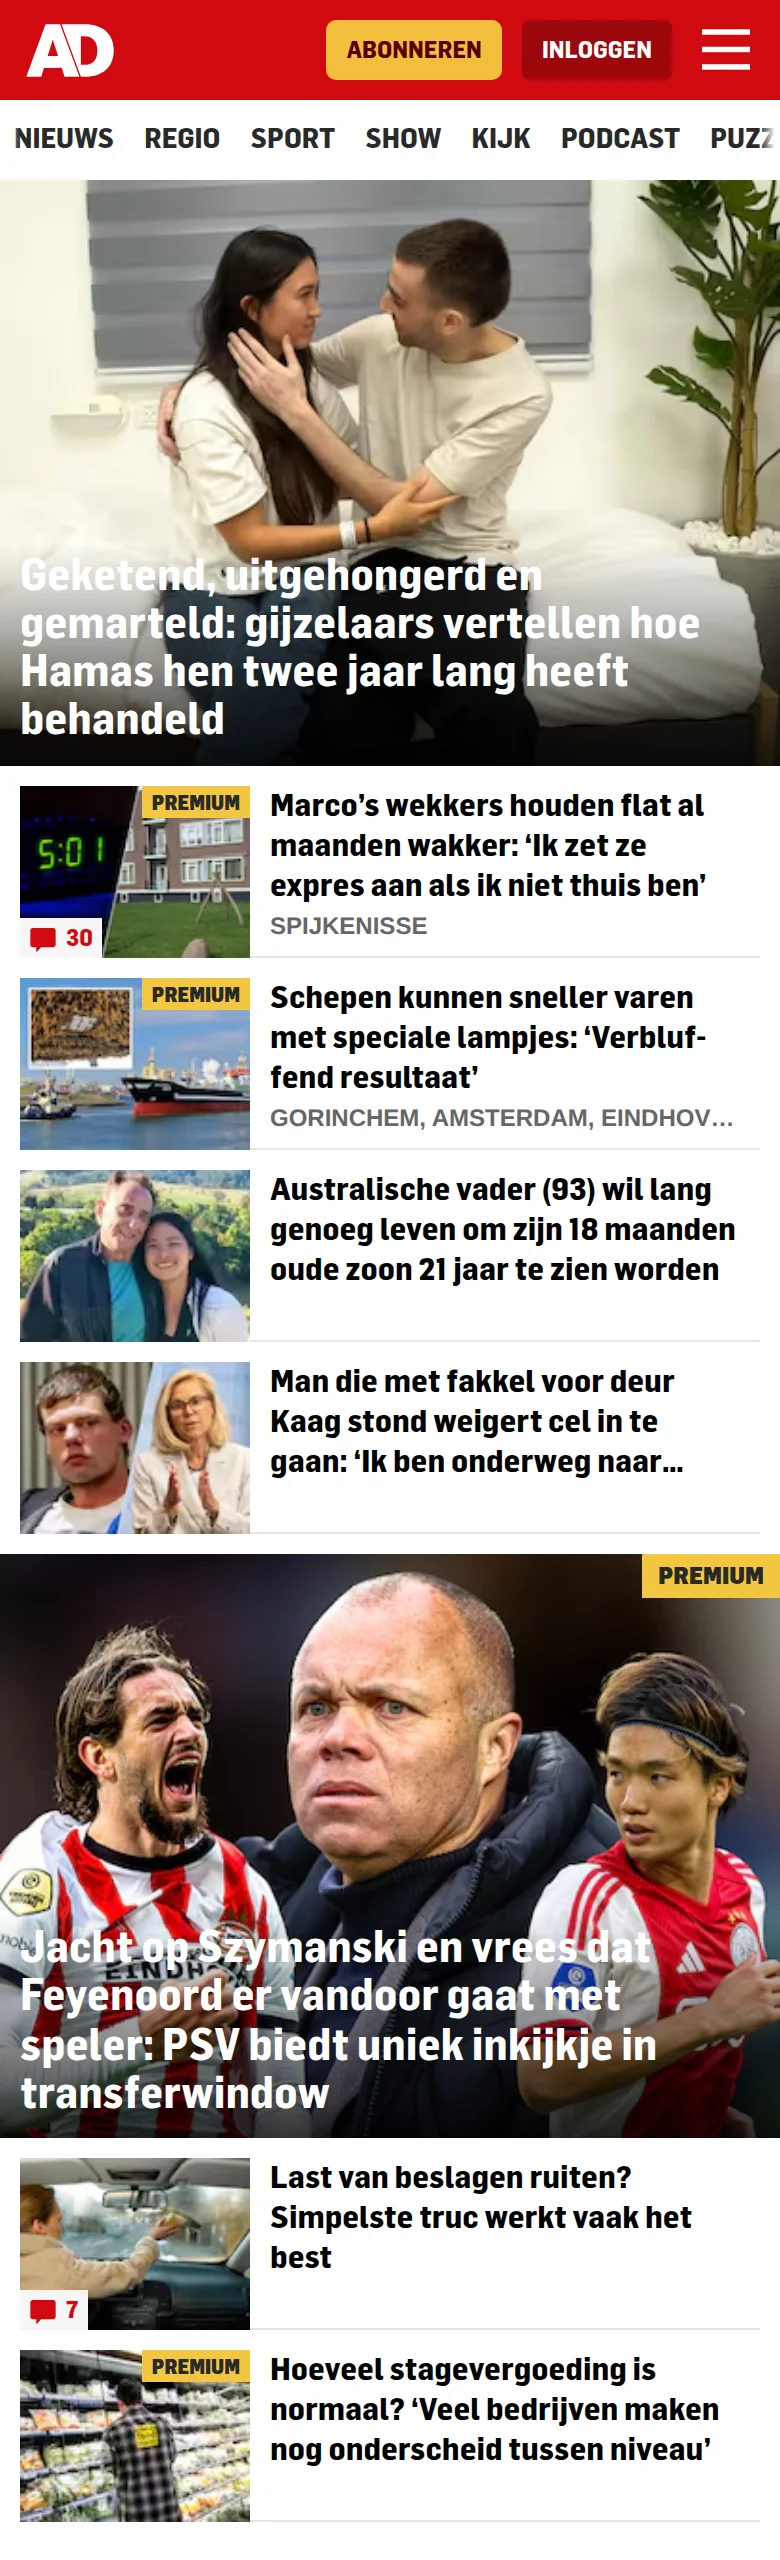 AD
ABONNEREN
INLOGGEN
NIEUWS REGIO SPORT SHOW KIJK PODCAST PUZZ
Geketend, uitgehongerd en
gemarteld: gijzelaars vertellen hoe
Hamas hen twee jaar lang heeft
behandeld
PREMIUM
5:01
30
Marco’s wekkers houden flat al
maanden wakker: ‘Ik zet ze
expres aan als ik niet thuis ben’
SPIJKENISSE
PREMIUM
Schepen kunnen sneller varen
met speciale lampjes: ‘Verbluf-
fend resultaat’
GORINCHEM, AMSTERDAM, EINDHOV...
Australische vader (93) wil lang
genoeg leven om zijn 18 maanden
oude zoon 21 jaar te zien worden
Man die met fakkel voor deur
Kaag stond weigert cel in te
gaan: ‘Ik ben onderweg naar...
PREMIUM
Jacht op Szymanski en vrees dat
Feyenoord er vandoor gaat met
speler: PSV biedt uniek inkijkje in
transferwindow
7
Last van beslagen ruiten?
Simpelste truc werkt vaak het
best
PREMIUM
Hoeveel stagevergoeding is
normaal? ‘Veel bedrijven maken
nog onderscheid tussen niveau’